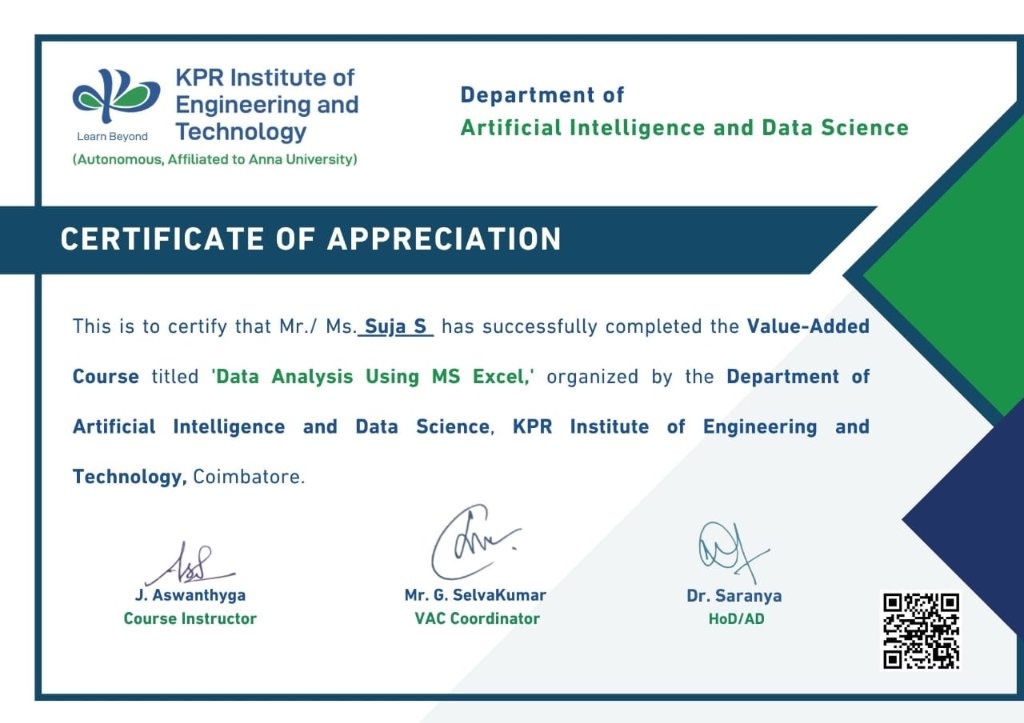 KPR Institute of
Engineering and
Technology
Learn Beyond
(Autonomous, Affiliated to Anna University)
Department of
Artificial Intelligence and Data Science
CERTIFICATE OF APPRECIATION
This is to certify that Mr./ Ms. Suja S has successfully completed the Value-Added
Course titled 'Data Analysis Using MS Excel,' organized by the Department of
Artificial Intelligence and Data Science, KPR Institute of Engineering and
Technology, Coimbatore.
J. Aswanthyga
Course Instructor
Mr. G. SelvaKumar
VAC Coordinator
Dr. Saranya
HoD/AD